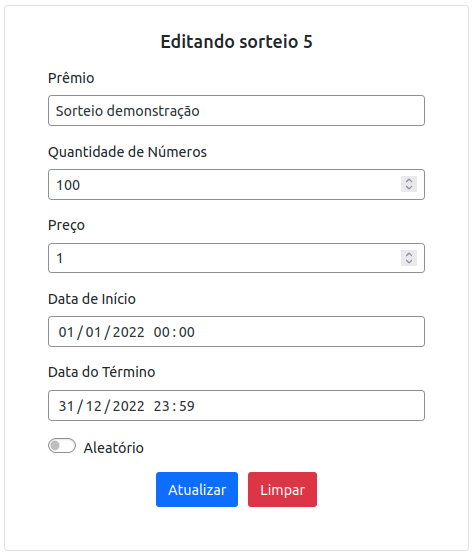 Editando sorteio 5
Prêmio
Sorteio demonstração
Quantidade de Números
100
Preço
1
Data de Início
01/01/2022 00:00
Data do Término
31/12/2022 23:59
Aleatório
Atualizar Limpar